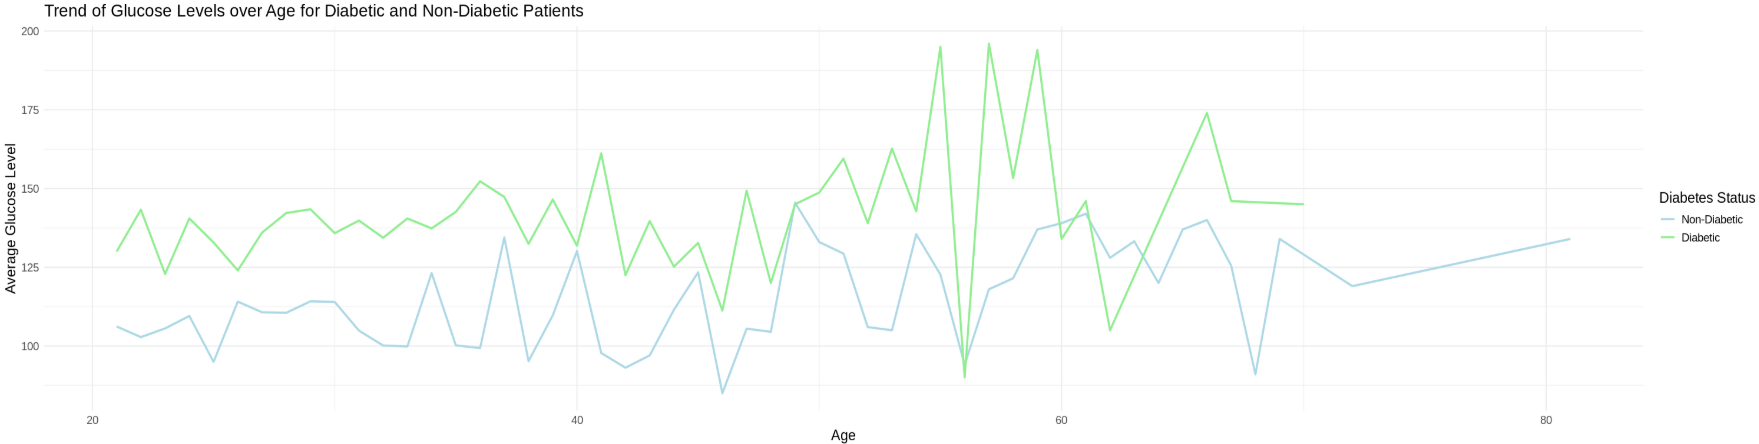 Trend of Glucose Levels over Age for Diabetic and Non-Diabetic Patients
Average Glucose Level
200
175
150
125
100
20
40
60
80
Age
Diabetes Status
Non-Diabetic
Diabetic